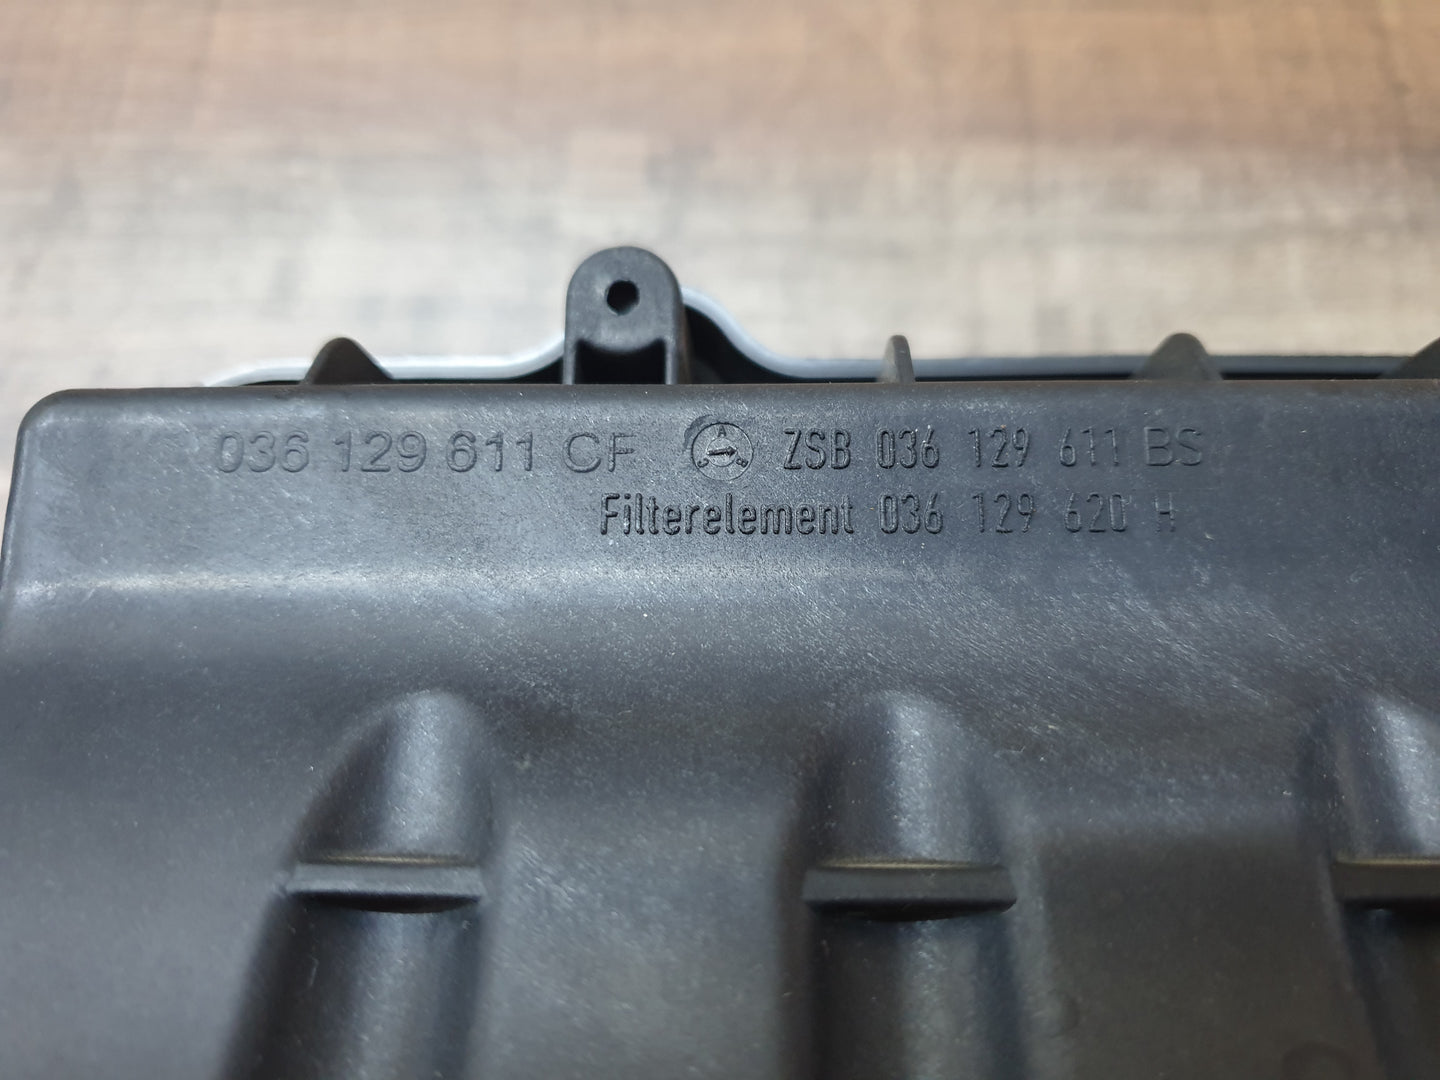 036 129 611 CF ZSB 036 129 611 BS
Filterelement 036 129 620 H